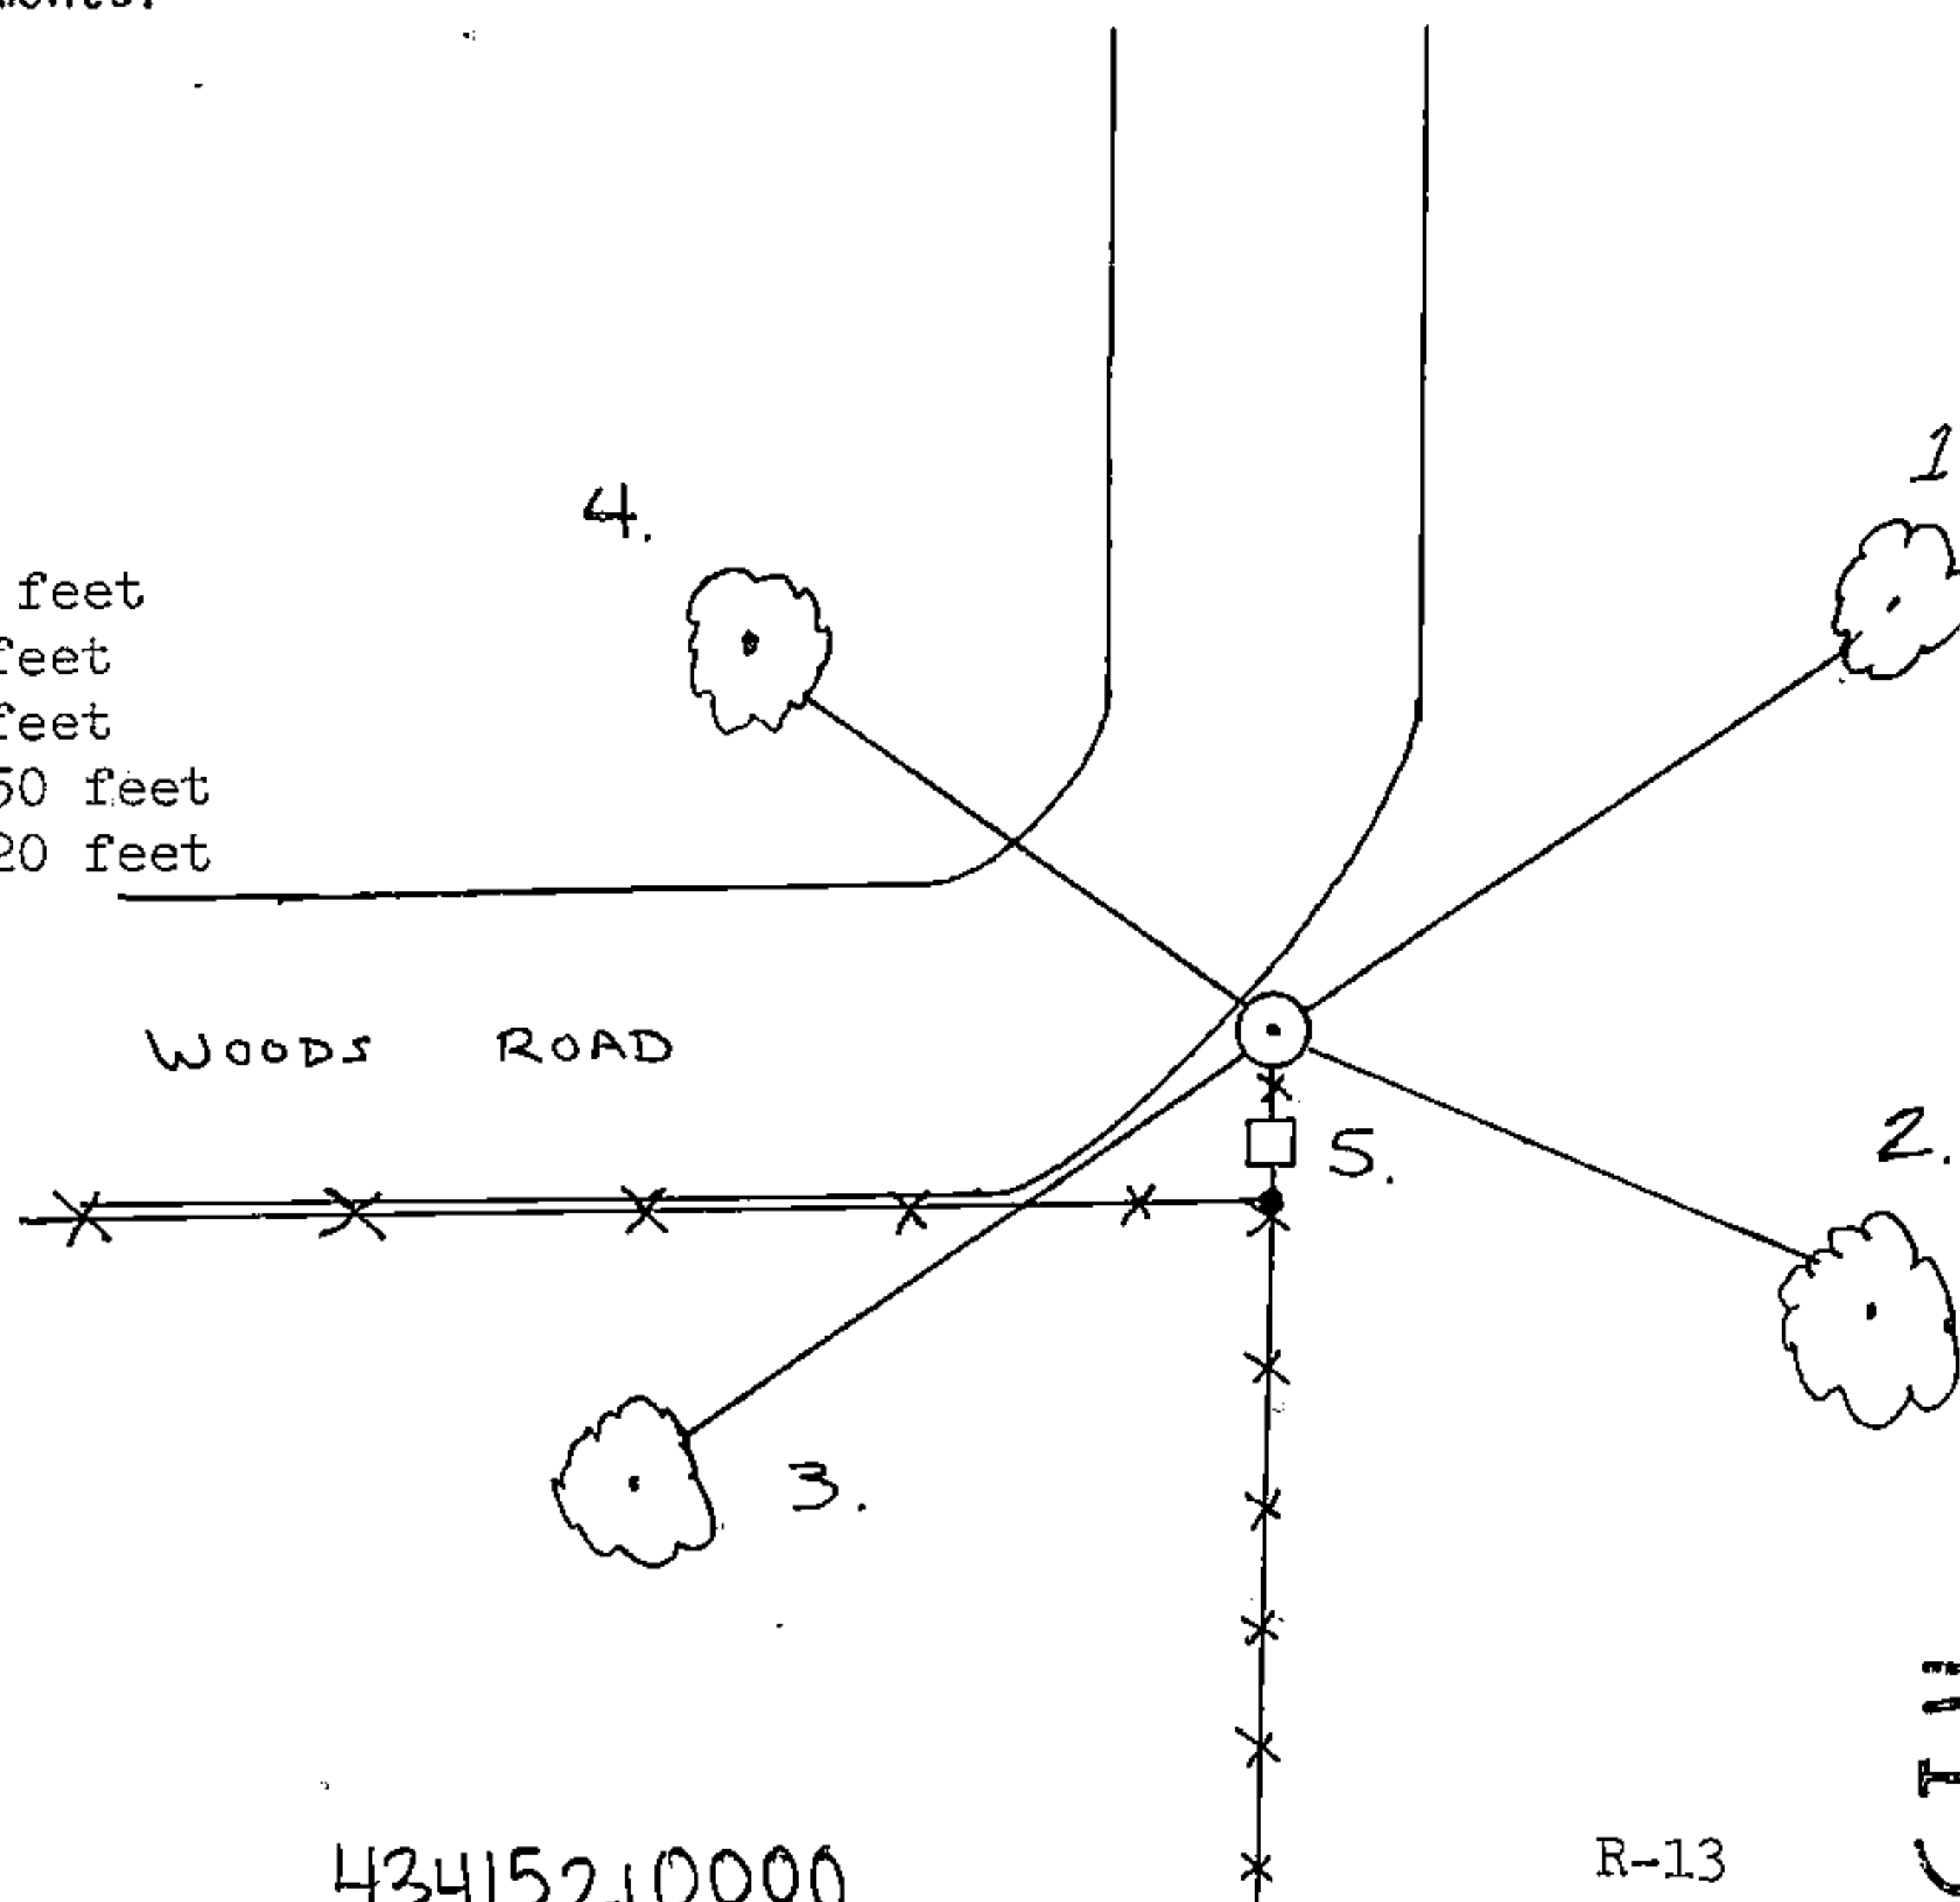 1
4.
feet
feet
feet
50 feet
20 feet
WOODS ROAD
2.
5.
3.
R-13
43415210000